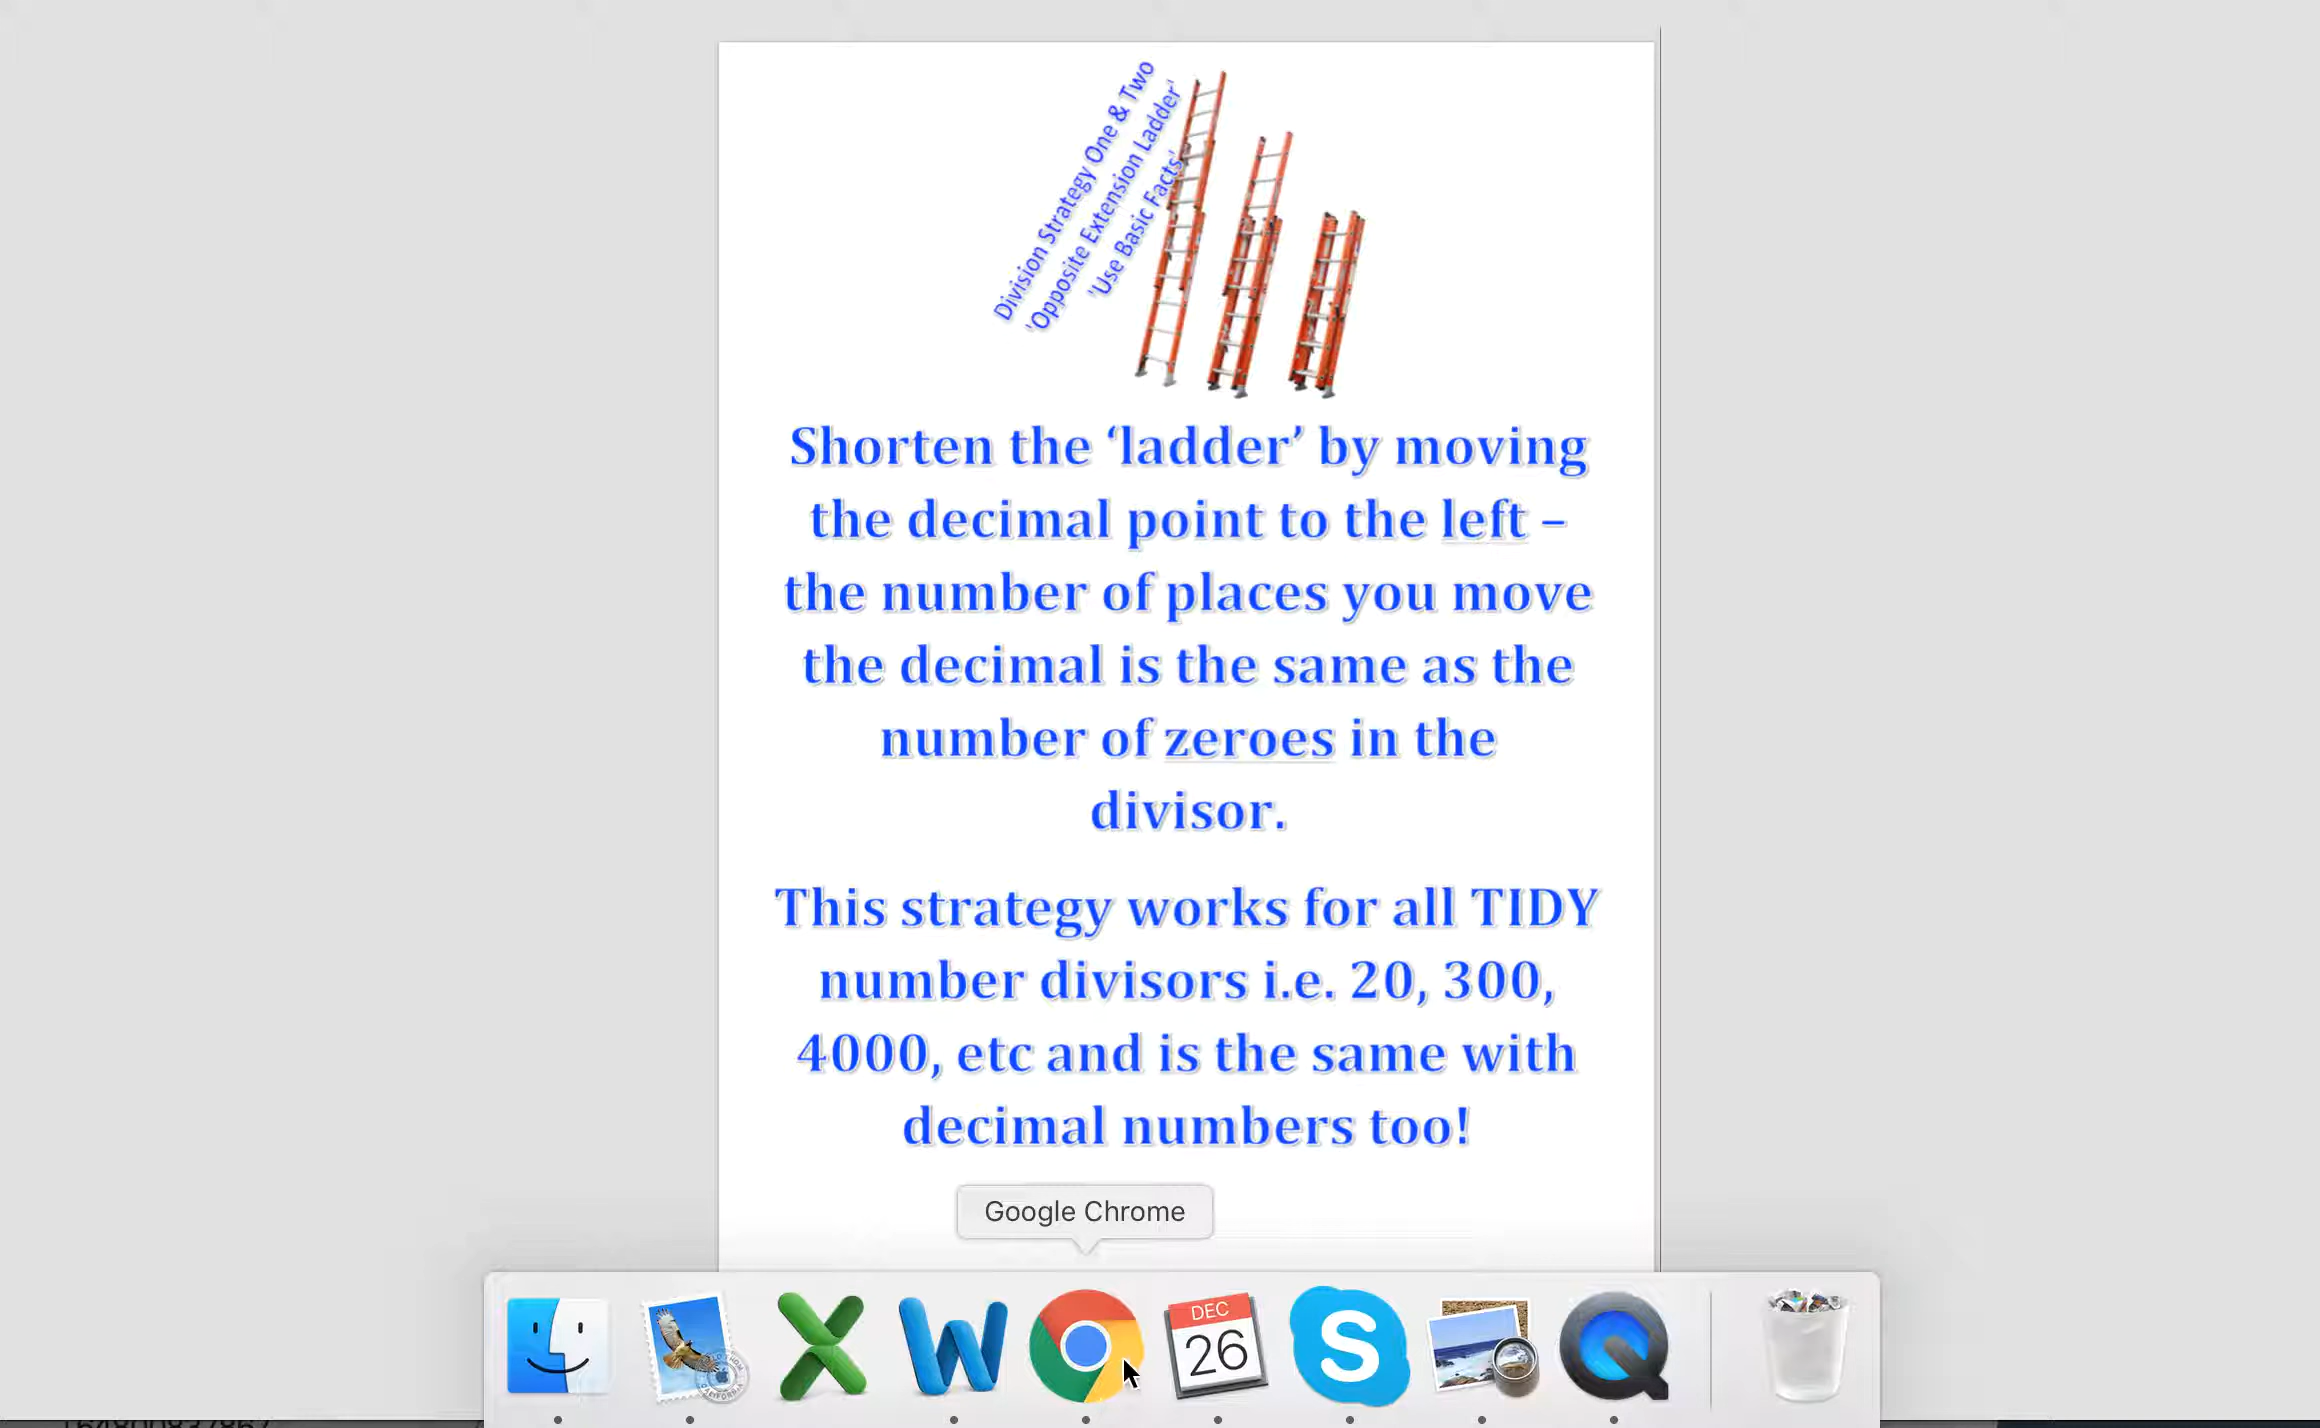 Division Strategy One & Two
'Opposite Extension Ladder'
'Use Basic Facts'
Shorten the ‘ladder’ by moving
the decimal point to the left –
the number of places you move
the decimal is the same as the
number of zeroes in the
divisor.
This strategy works for all TIDY
number divisors i.e. 20, 300,
4000, etc and is the same with
decimal numbers too!
Google Chrome
DEC
26